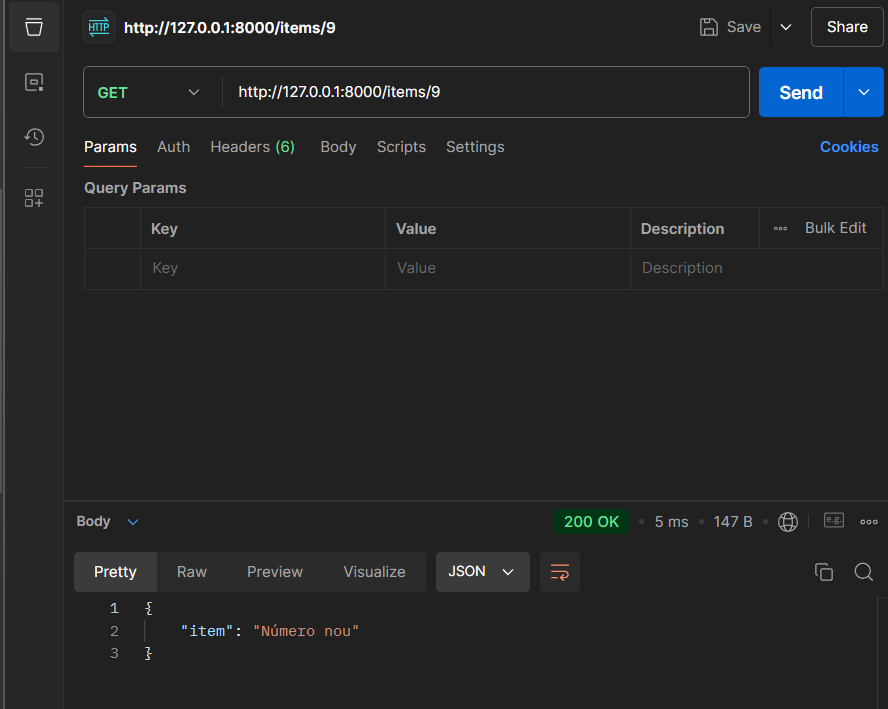 HTTP http://127.0.0.1:8000/items/9 Save Share
GET http://127.0.0.1:8000/items/9 Send
Params Auth Headers (6) Body Scripts Settings Cookies
Query Params
Key Value Description Bulk Edit
Key Value Description
Body 200 OK 5 ms 147 B e.g.
Pretty Raw Preview Visualize JSON
1 {
2 "item": "Número nou"
3 }